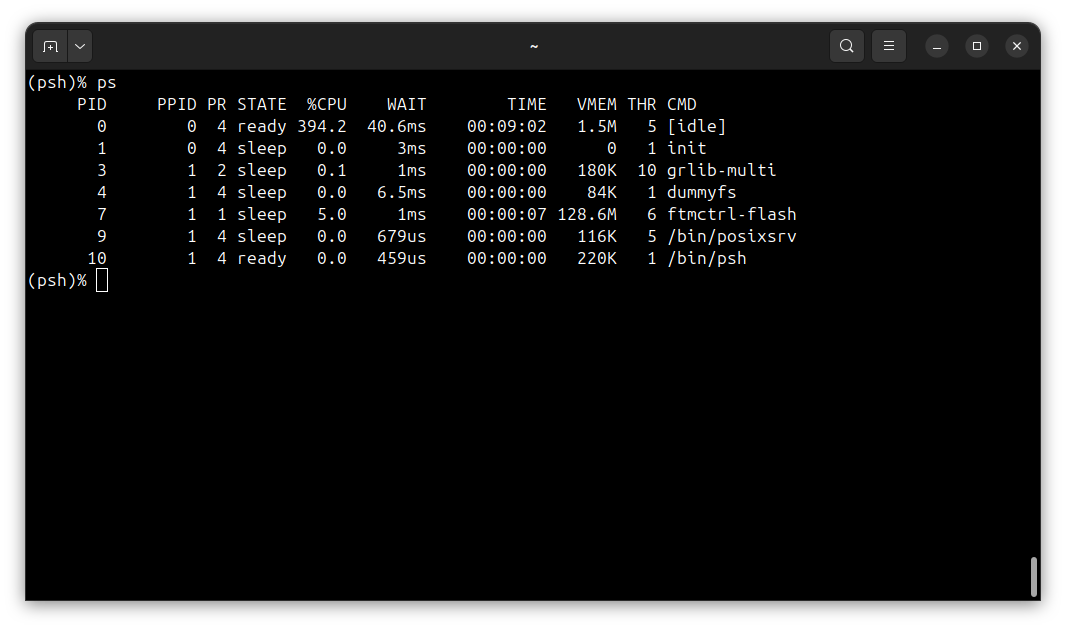 ~
(psh)% ps
     PID     PPID PR STATE  %CPU    WAIT        TIME   VMEM THR CMD
       0        0  4 ready 394.2  40.6ms    00:09:02   1.5M   5 [idle]
       1        0  4 sleep   0.0     3ms    00:00:00      0   1 init
       3        1  2 sleep   0.1     1ms    00:00:00   180K  10 grlib-multi
       4        1  4 sleep   0.0   6.5ms    00:00:00    84K   1 dummyfs
       7        1  1 sleep   5.0     1ms    00:00:07 128.6M   6 ftmctrl-flash
       9        1  4 sleep   0.0   679us    00:00:00   116K   5 /bin/posixsrv
      10        1  4 ready   0.0   459us    00:00:00   220K   1 /bin/psh
(psh)%